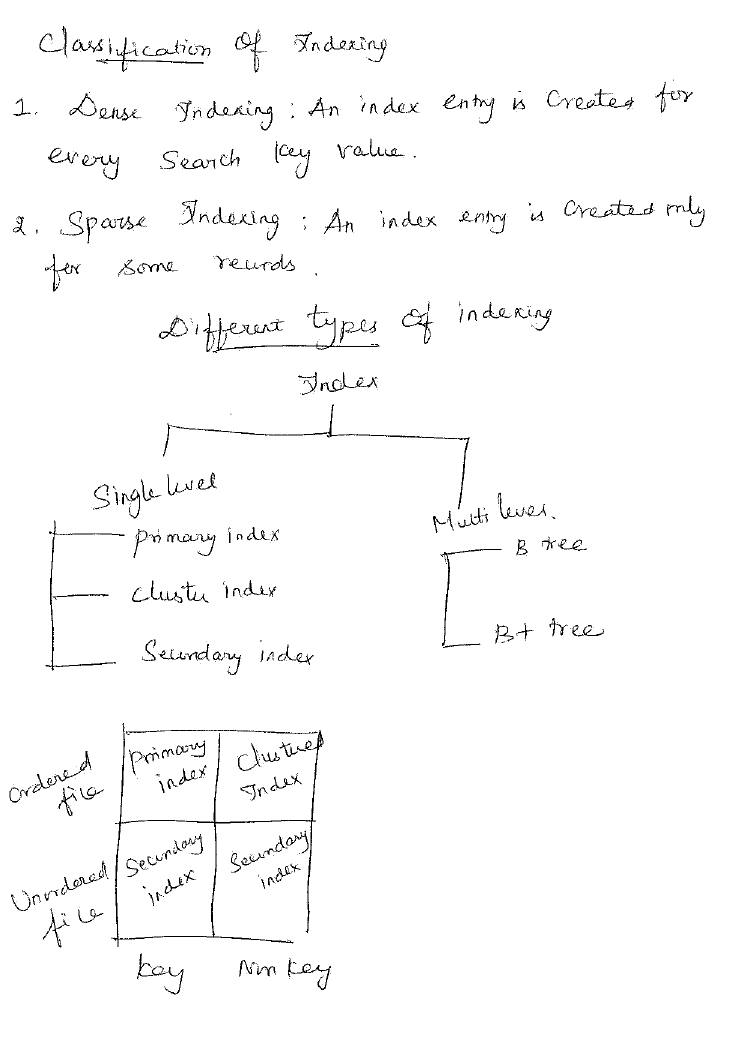 Classification of Indexing
1. Dense Indexing : An index entry is Created for
every Search key value.
2. Sparse Indexing : An index entry is Created only
for some records.
Different types of indexing
Index
Single level
Primary index
Cluster index
Secondary index
Multi level.
B tree
B+ tree
Ordered file
Primary index
Clustered Index
Unordered file
Secondary index
Secondary index
key
Non key